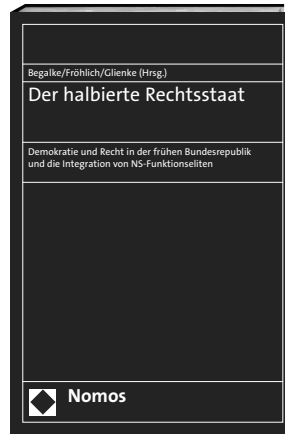 Begalke/Fröhlich/Glienke (Hrsg.)
Der halbierte Rechtsstaat
Demokratie und Recht in der frühen Bundesrepublik
und die Integration von NS-Funktionseliten
Nomos